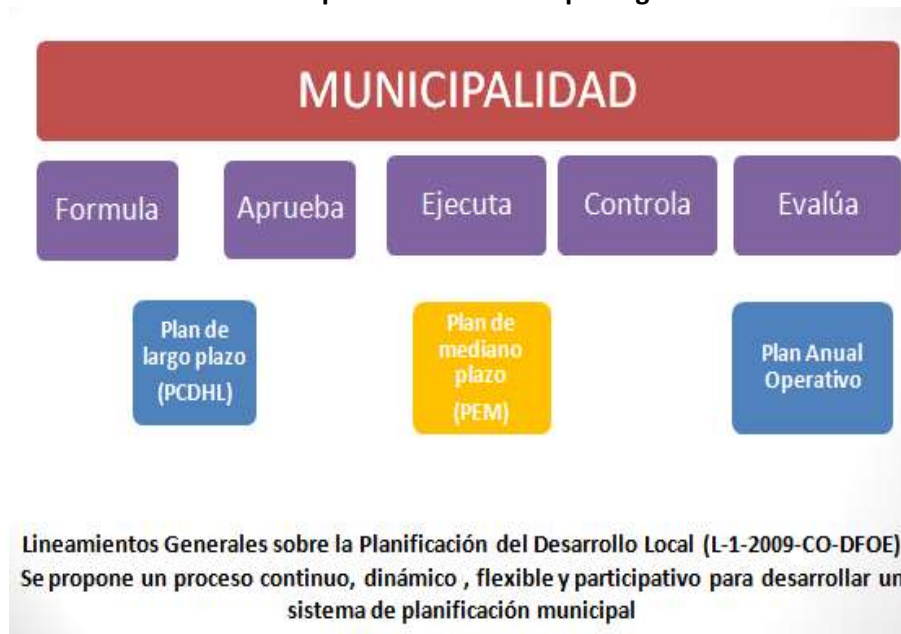 MUNICIPALIDAD
Formula
Aprueba
Ejecuta
Controla
Evalúa
Plan de
largo plazo
(PCDHL)
Plan de
mediano
plazo
(PEM)
Plan Anual
Operativo
Lineamientos Generales sobre la Planificación del Desarrollo Local (L-1-2009-CO-DFOE)
Se propone un proceso continuo, dinámico , flexible y participativo para desarrollar un
sistema de planificación municipal